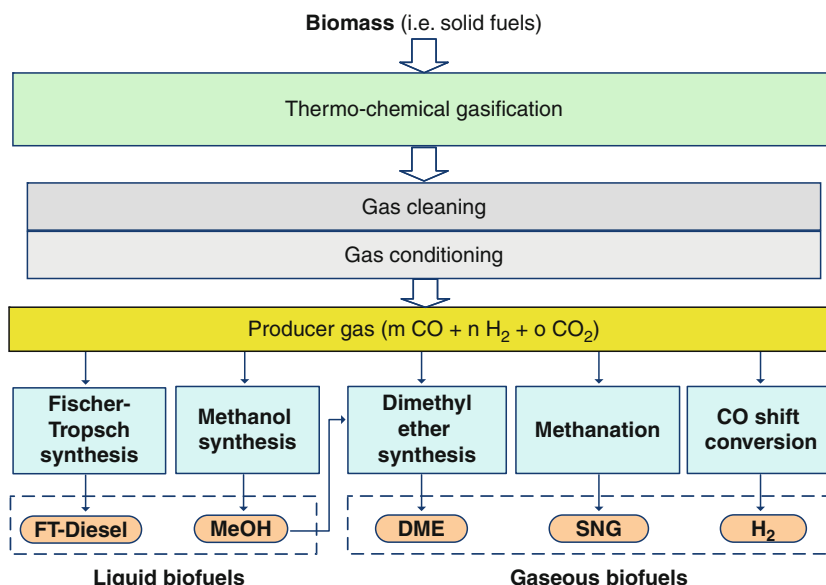 Biomass (i.e. solid fuels)
Thermo-chemical gasification
Gas cleaning
Gas conditioning
Producer gas (m CO + n H₂ + o CO₂)
Fischer-
Tropsch
synthesis
Methanol
synthesis
Dimethyl
ether
synthesis
Methanation
CO shift
conversion
FT-Diesel
MeOH
DME
SNG
H₂
Liquid biofuels
Gaseous biofuels